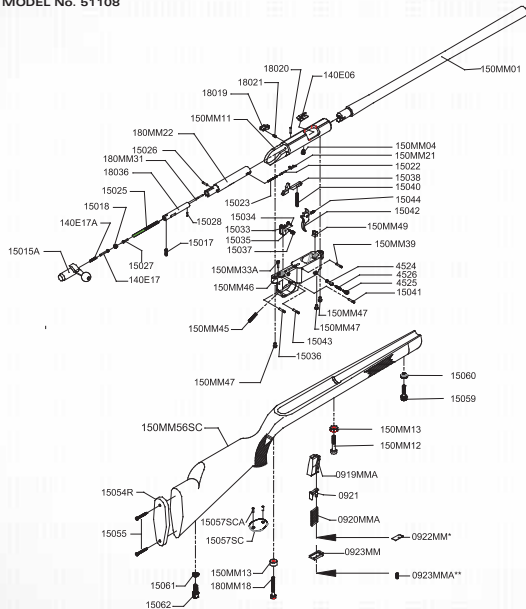 MODEL No. 51108
150MM01
18020
18021
140E06
18019
150MM11
180MM22
15026
180MM31
18036
15025
15018
140E17A
15015A
150MM04
150MM21
15022
15038
15040
15044
15042
150MM49
150MM39
15023
15034
15033
15035
15037
15028
15017
15027
140E17
150MM33A
150MM46
4524
4526
4525
15041
150MM47
150MM47
150MM45
15043
15036
150MM47
15060
15059
150MM56SC
150MM13
150MM12
0919MMA
0921
0920MMA
0922MM*
0923MM
0923MMA**
15054R
15055
15057SCA
15057SC
15061
15062
150MM13
180MM18